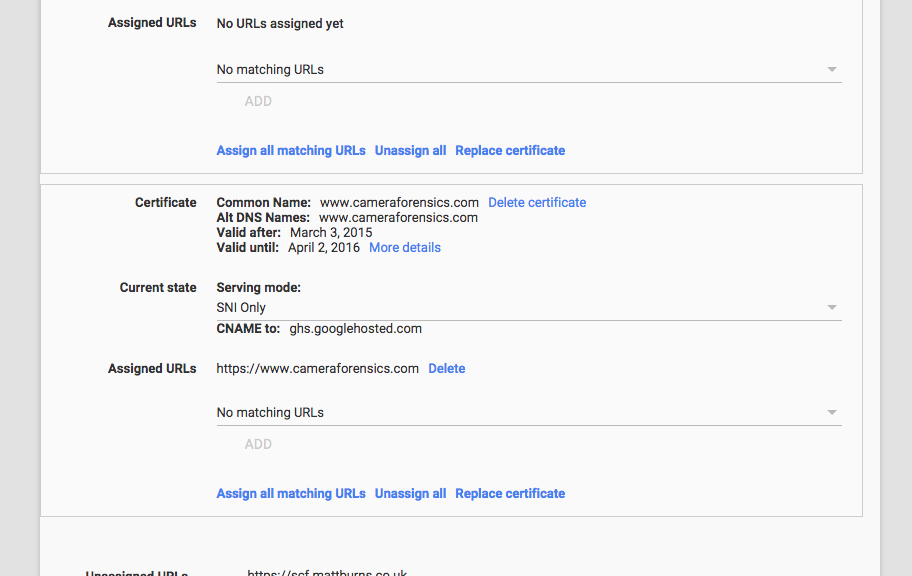 Assigned URLs No URLs assigned yet
No matching URLs
ADD
Assign all matching URLs Unassign all Replace certificate
Certificate Common Name: www.cameraforensics.com Delete certificate
Alt DNS Names: www.cameraforensics.com
Valid after: March 3, 2015
Valid until: April 2, 2016 More details
Current state Serving mode:
SNI Only
CNAME to: ghs.googlehosted.com
Assigned URLs https://www.cameraforensics.com Delete
No matching URLs
ADD
Assign all matching URLs Unassign all Replace certificate
Unassigned URLs https://scf.mattburns.co.uk